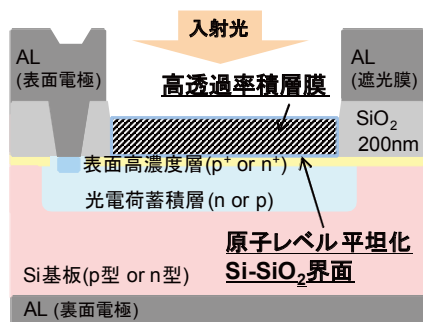 入射光
AL
(表面電極)
高透過率積層膜
AL
(遮光膜)
SiO2
200nm
表面高濃度層(p+ or n+)
光電荷蓄積層(n or p)
原子レベル平坦化
Si-SiO2界面
Si基板(p型 or n型)
AL (裏面電極)